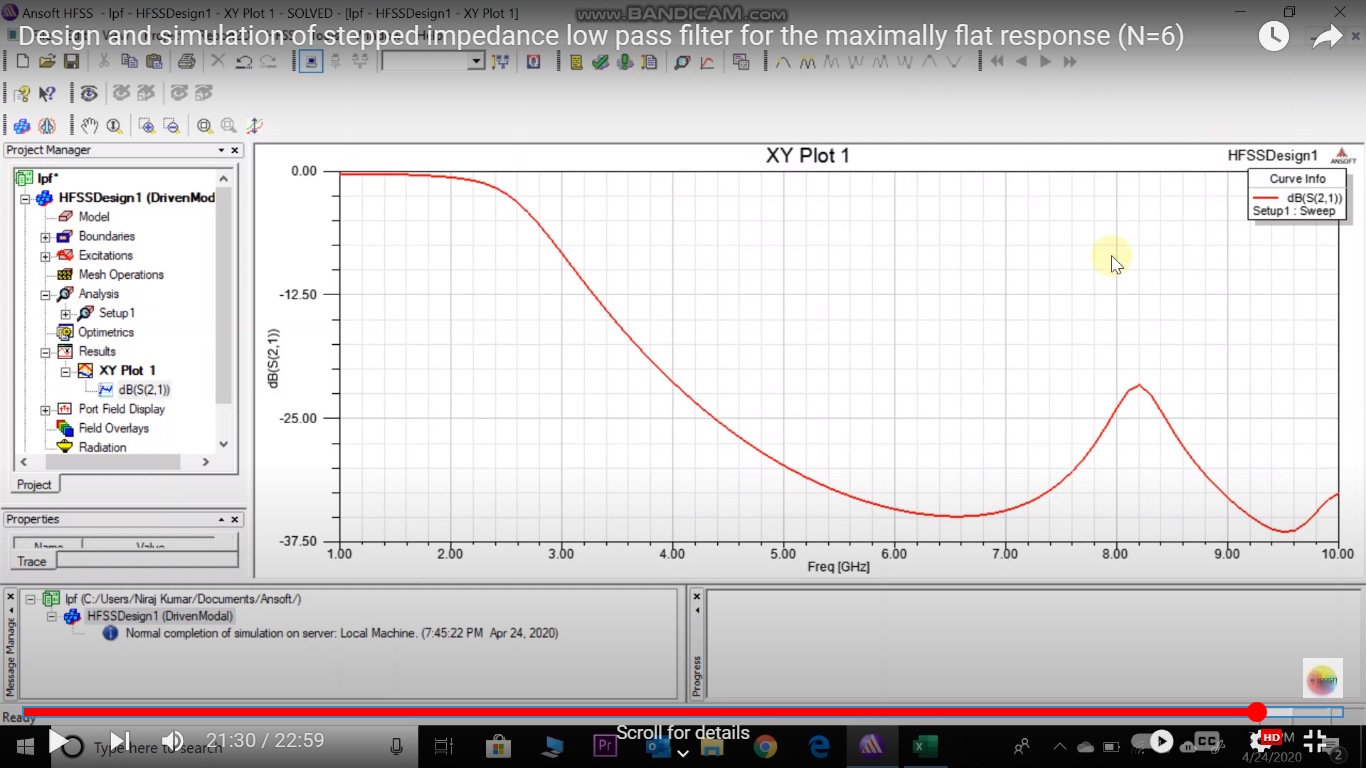 Ansoft HFSS - lpf - HFSSDesign1 - XY Plot 1 - SOLVED - [lpf - HFSSDesign1 - XY Plot 1]
www.BANDICAM.com
Design and simulation of stepped impedance low pass filter for the maximally flat response (N=6)
Project Manager
lpf*
HFSSDesign1 (DrivenMod
Model
Boundaries
Excitations
Mesh Operations
Analysis
Setup1
Optimetrics
Results
XY Plot 1
dB(S(2,1))
Port Field Display
Field Overlays
Radiation
Project
Properties
Name Value
Trace
XY Plot 1
HFSSDesign1
ANSOFT
Curve Info
dB(S(2,1))
Setup1 : Sweep
0.00
-12.50
-25.00
-37.50
dB(S(2,1))
1.00 2.00 3.00 4.00 5.00 6.00 7.00 8.00 9.00 10.00
Freq [GHz]
Message Manage
lpf (C:/Users/Niraj Kumar/Documents/Ansoft/)
HFSSDesign1 (DrivenModal)
Normal completion of simulation on server: Local Machine. (7:45:22 PM Apr 24, 2020)
Progress
Ready
Type here to search
21:30 / 22:59
Scroll for details
Pr
CC
HD
4/24/2020
2